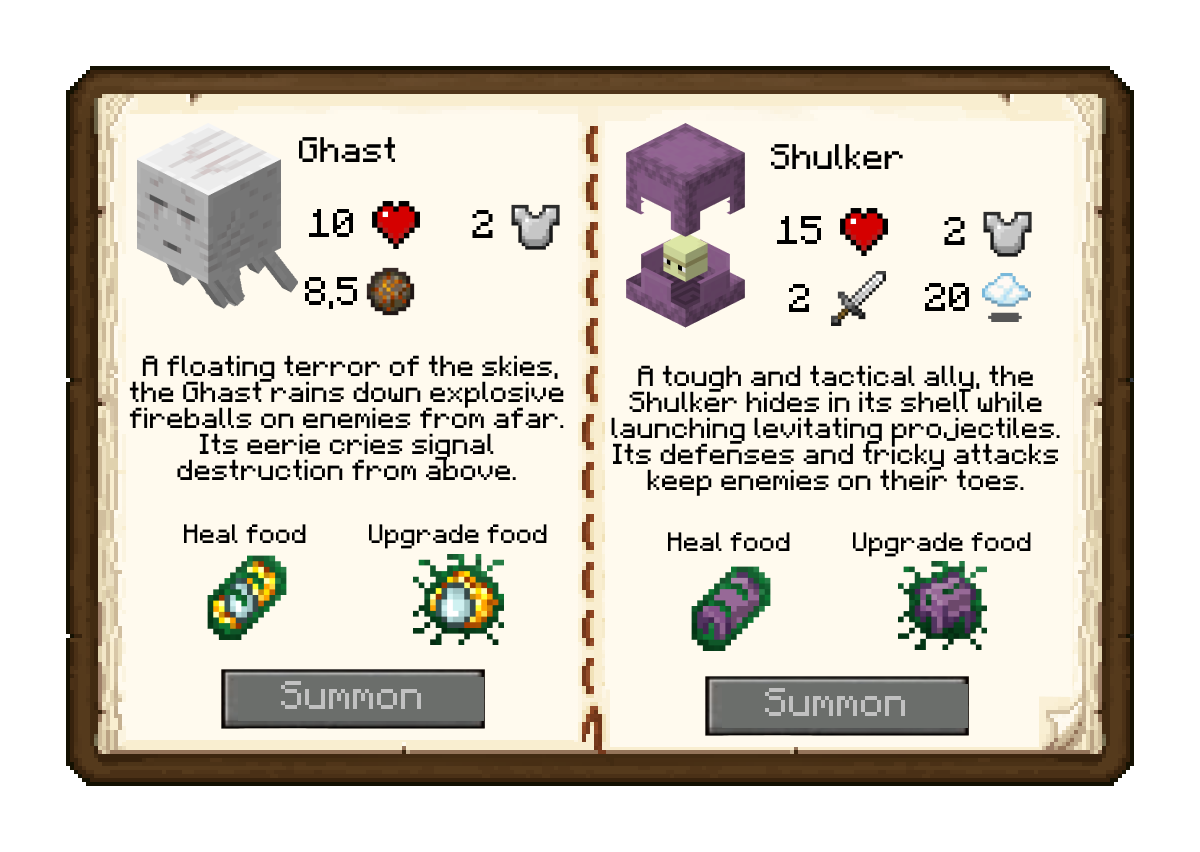 Ghast
10 2
8,5
A floating terror of the skies,
the Ghast rains down explosive
fireballs on enemies from afar.
Its eerie cries signal
destruction from above.
Heal food Upgrade food
Summon
Shulker
15 2
2 20
A tough and tactical ally, the
Shulker hides in its shell while
launching levitating projectiles.
Its defenses and tricky attacks
keep enemies on their toes.
Heal food Upgrade food
Summon